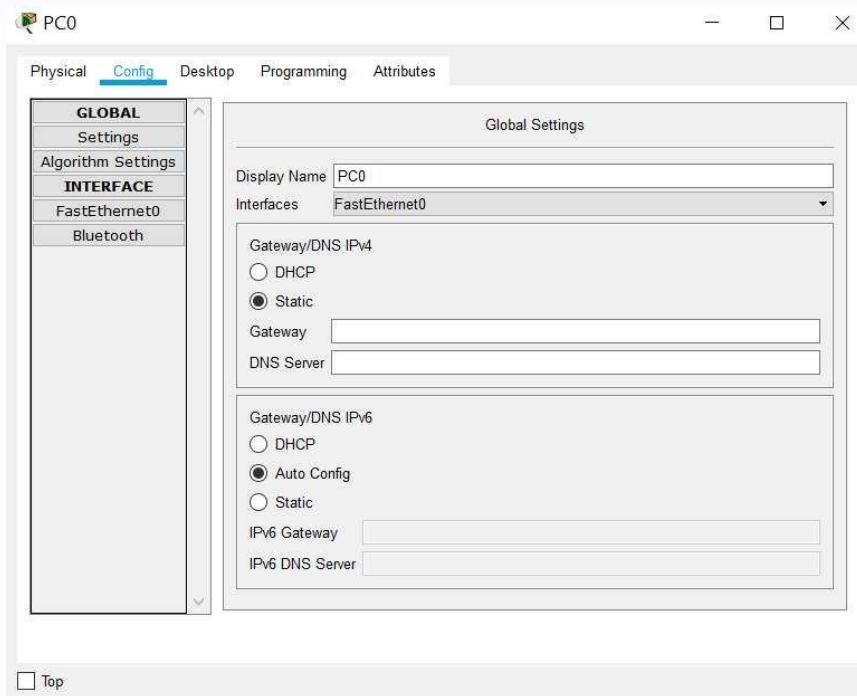 PC0
Physical Config Desktop Programming Attributes
GLOBAL
Settings
Algorithm Settings
INTERFACE
FastEthernet0
Bluetooth
Global Settings
Display Name PC0
Interfaces FastEthernet0
Gateway/DNS IPv4
DHCP
Static
Gateway
DNS Server
Gateway/DNS IPv6
DHCP
Auto Config
Static
IPv6 Gateway
IPv6 DNS Server
Top